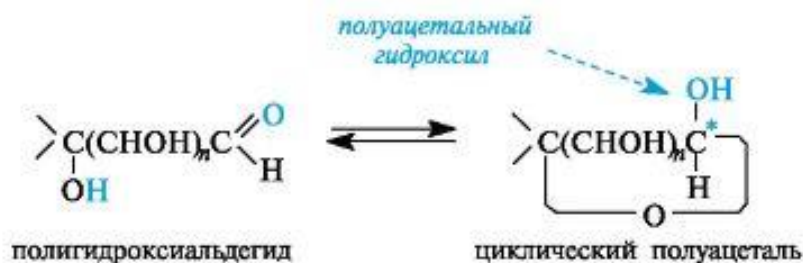 полуацетальный
гидроксил
OH
O
C(CHOH)nC
H
OH
C(CHOH)nC*
H
O
полигидроксиальдегид
циклический полуацеталь